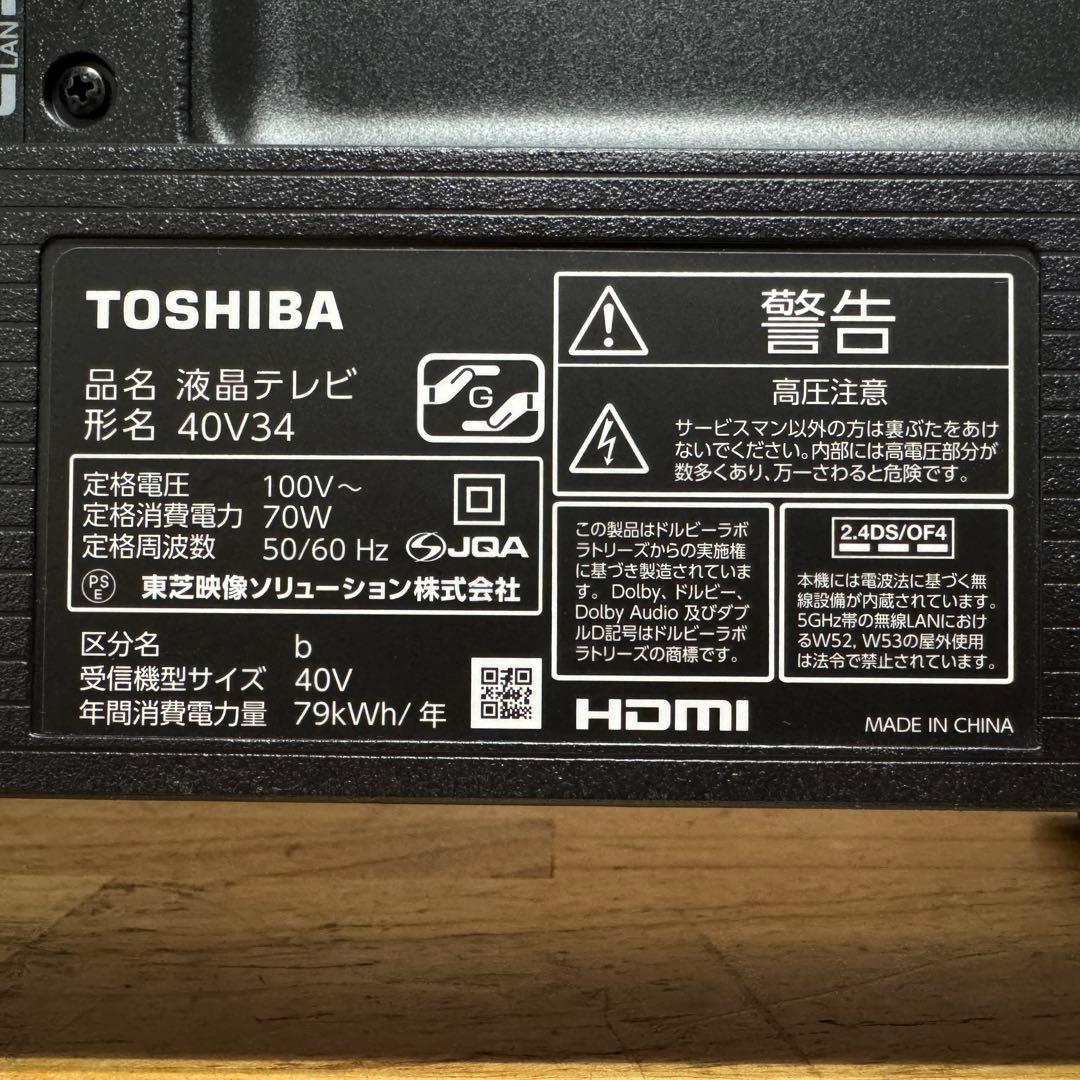 LAN
TOSHIBA
品名 液晶テレビ
形名 40V34
G
定格電圧 100V～
定格消費電力 70W
定格周波数 50/60 Hz
JQA
PS
E
東芝映像ソリューション株式会社
区分名 b
受信機型サイズ 40V
年間消費電力量 79kWh/年
警告
高圧注意
サービスマン以外の方は裏ぶたをあけ
ないでください。内部には高電圧部分が
数多くあり、万一さわると危険です。
この製品はドルビーラボ
ラトリーズからの実施権
に基づき製造されていま
す。Dolby、ドルビー、
Dolby Audio 及びダブ
ルD記号はドルビーラボ
ラトリーズの商標です。
2.4DS/OF4
本機には電波法に基づく無
線設備が内蔵されています。
5GHz帯の無線LANにおけ
るW52, W53の屋外使用
は法令で禁止されています。
HDMI
MADE IN CHINA